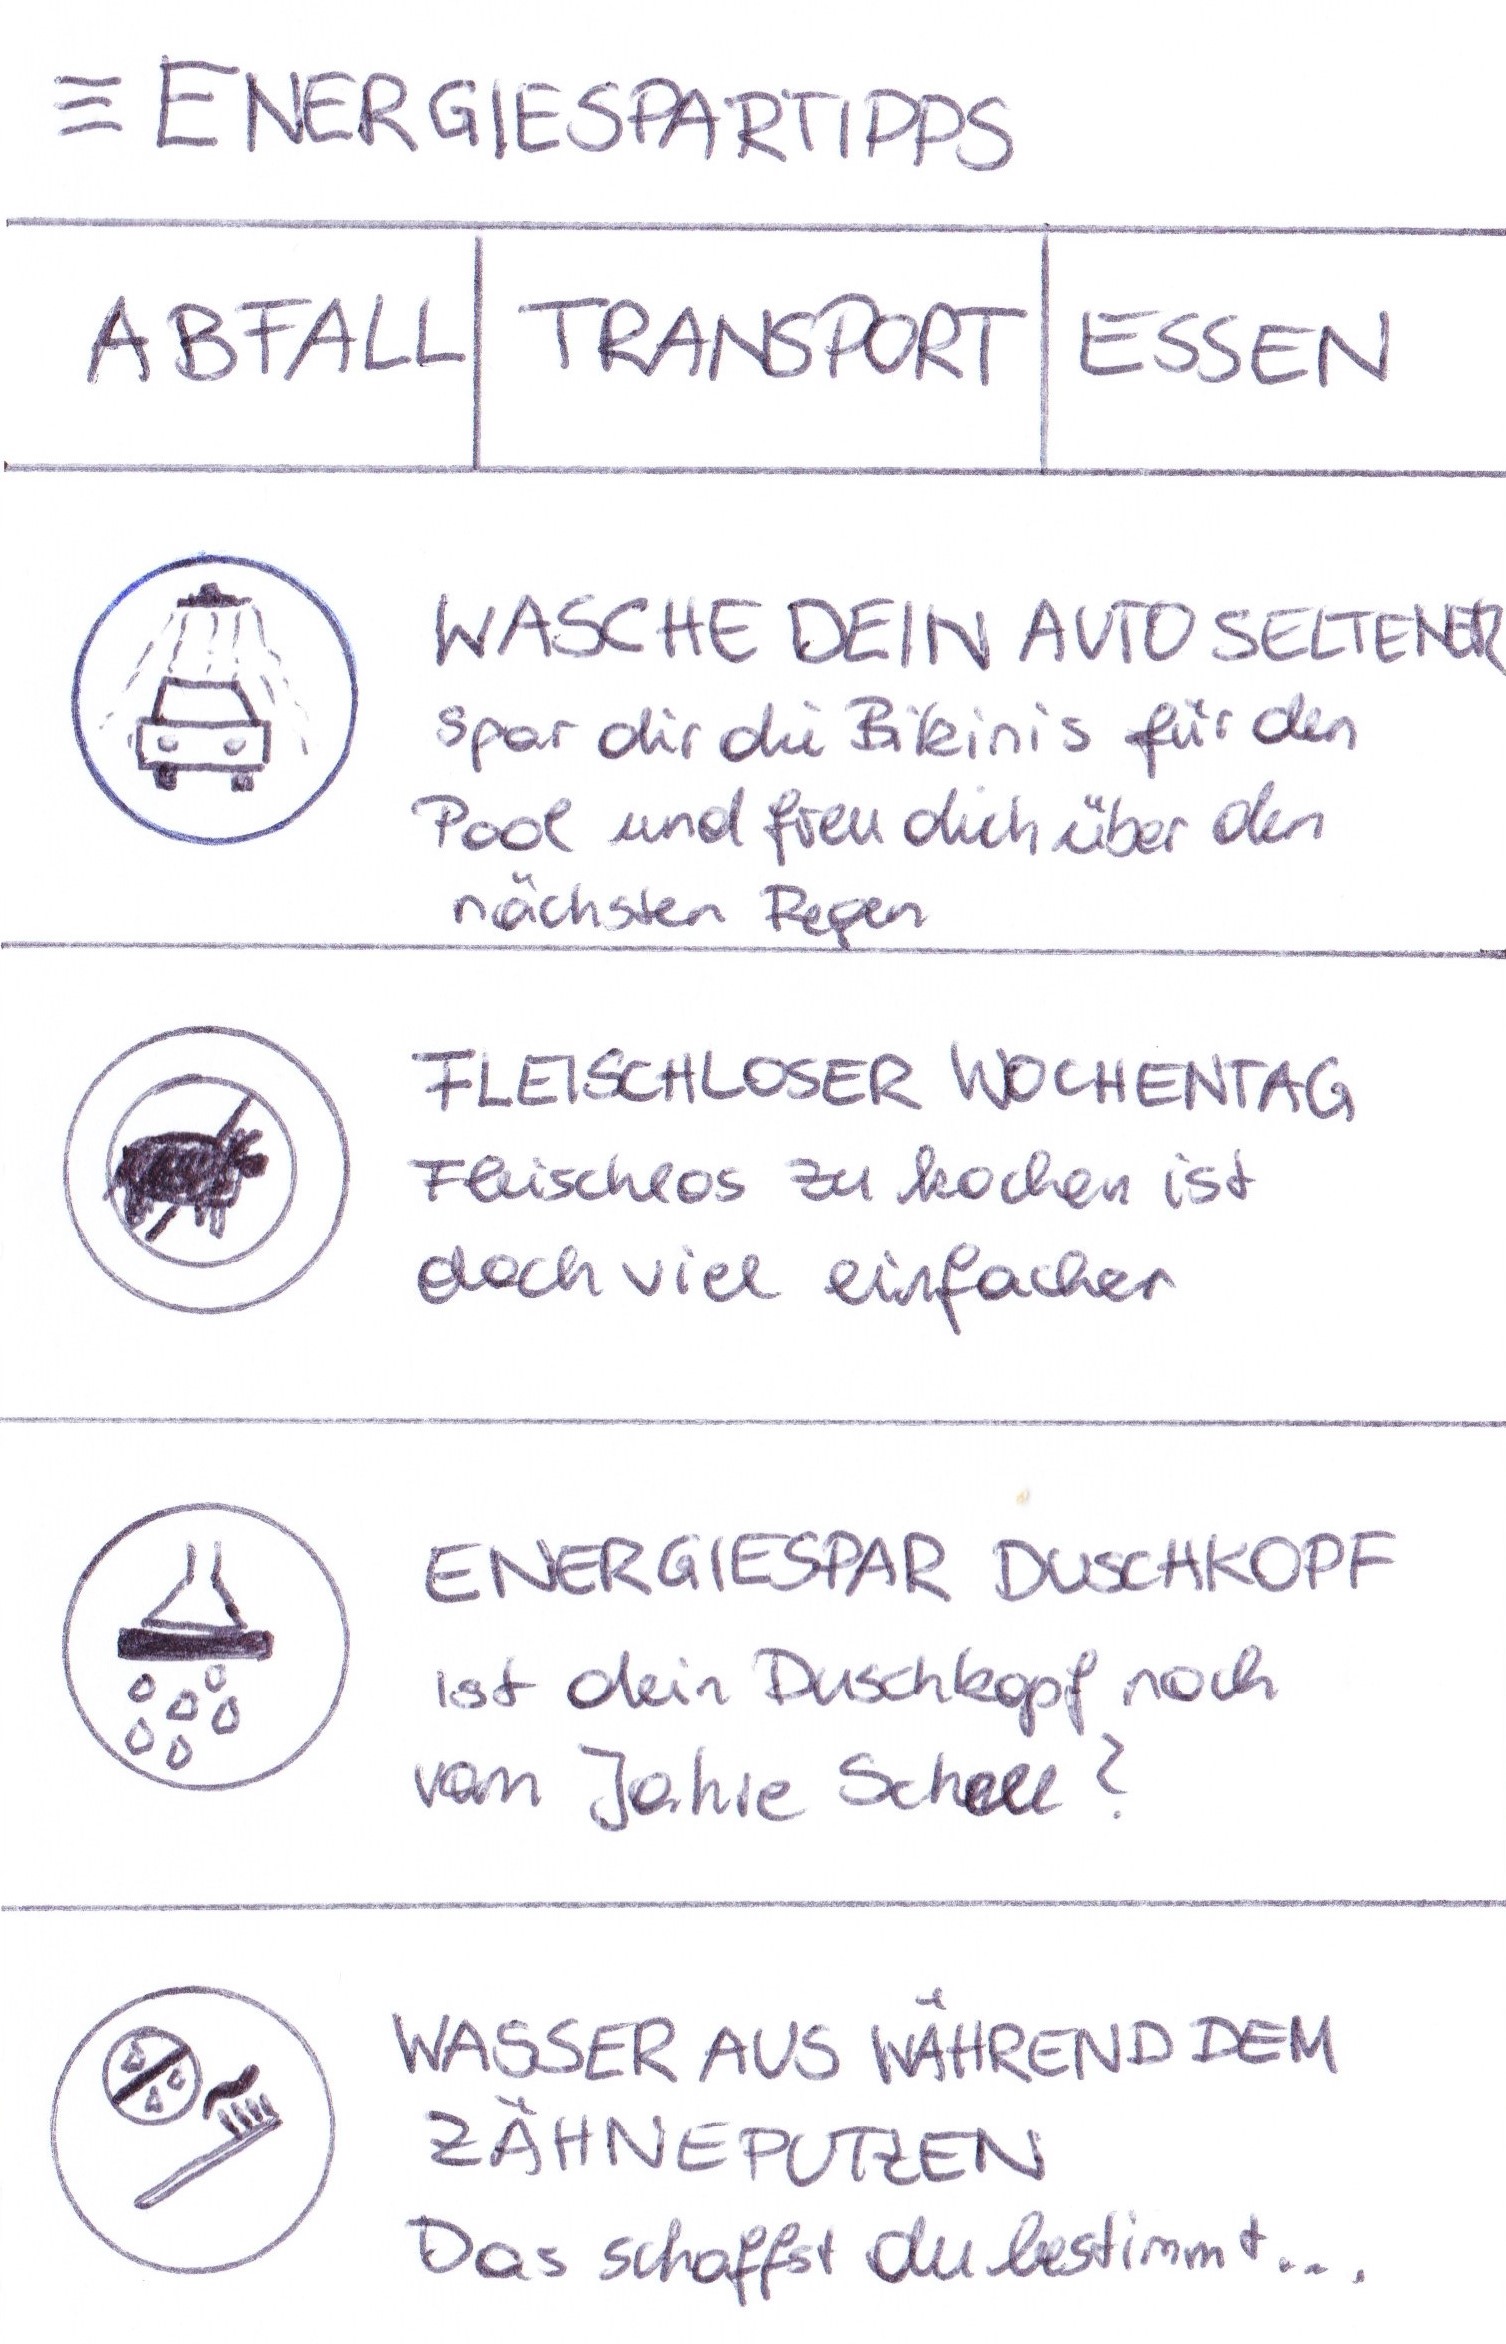 ENERGIESPARTIPPS
ABFALL TRANSPORT ESSEN
WASCHE DEIN AUTO SELTENER
spar dir die Bikinis für den
Pool und freu dich über den
nächsten Regen
FLEISCHLOSER WOCHENTAG
Fleischlos zu kochen ist
doch viel einfacher
ENERGIESPAR DUSCHKOPF
ist dein Duschkopf noch
vom Jahre Schall?
WASSER AUS WÄHREND DEM
ZÄHNEPUTZEN
Das schaffst du bestimmt...